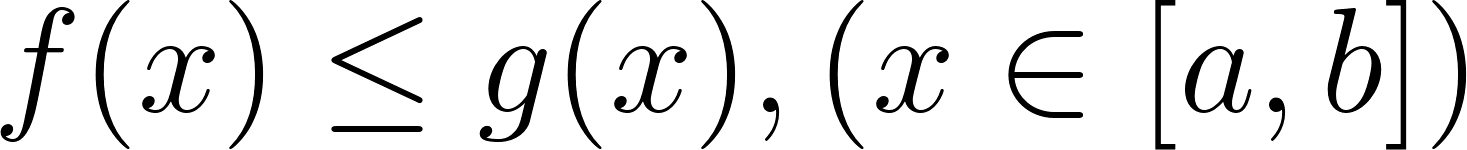 f(x) ≤ g(x), (x ∈ [a, b])